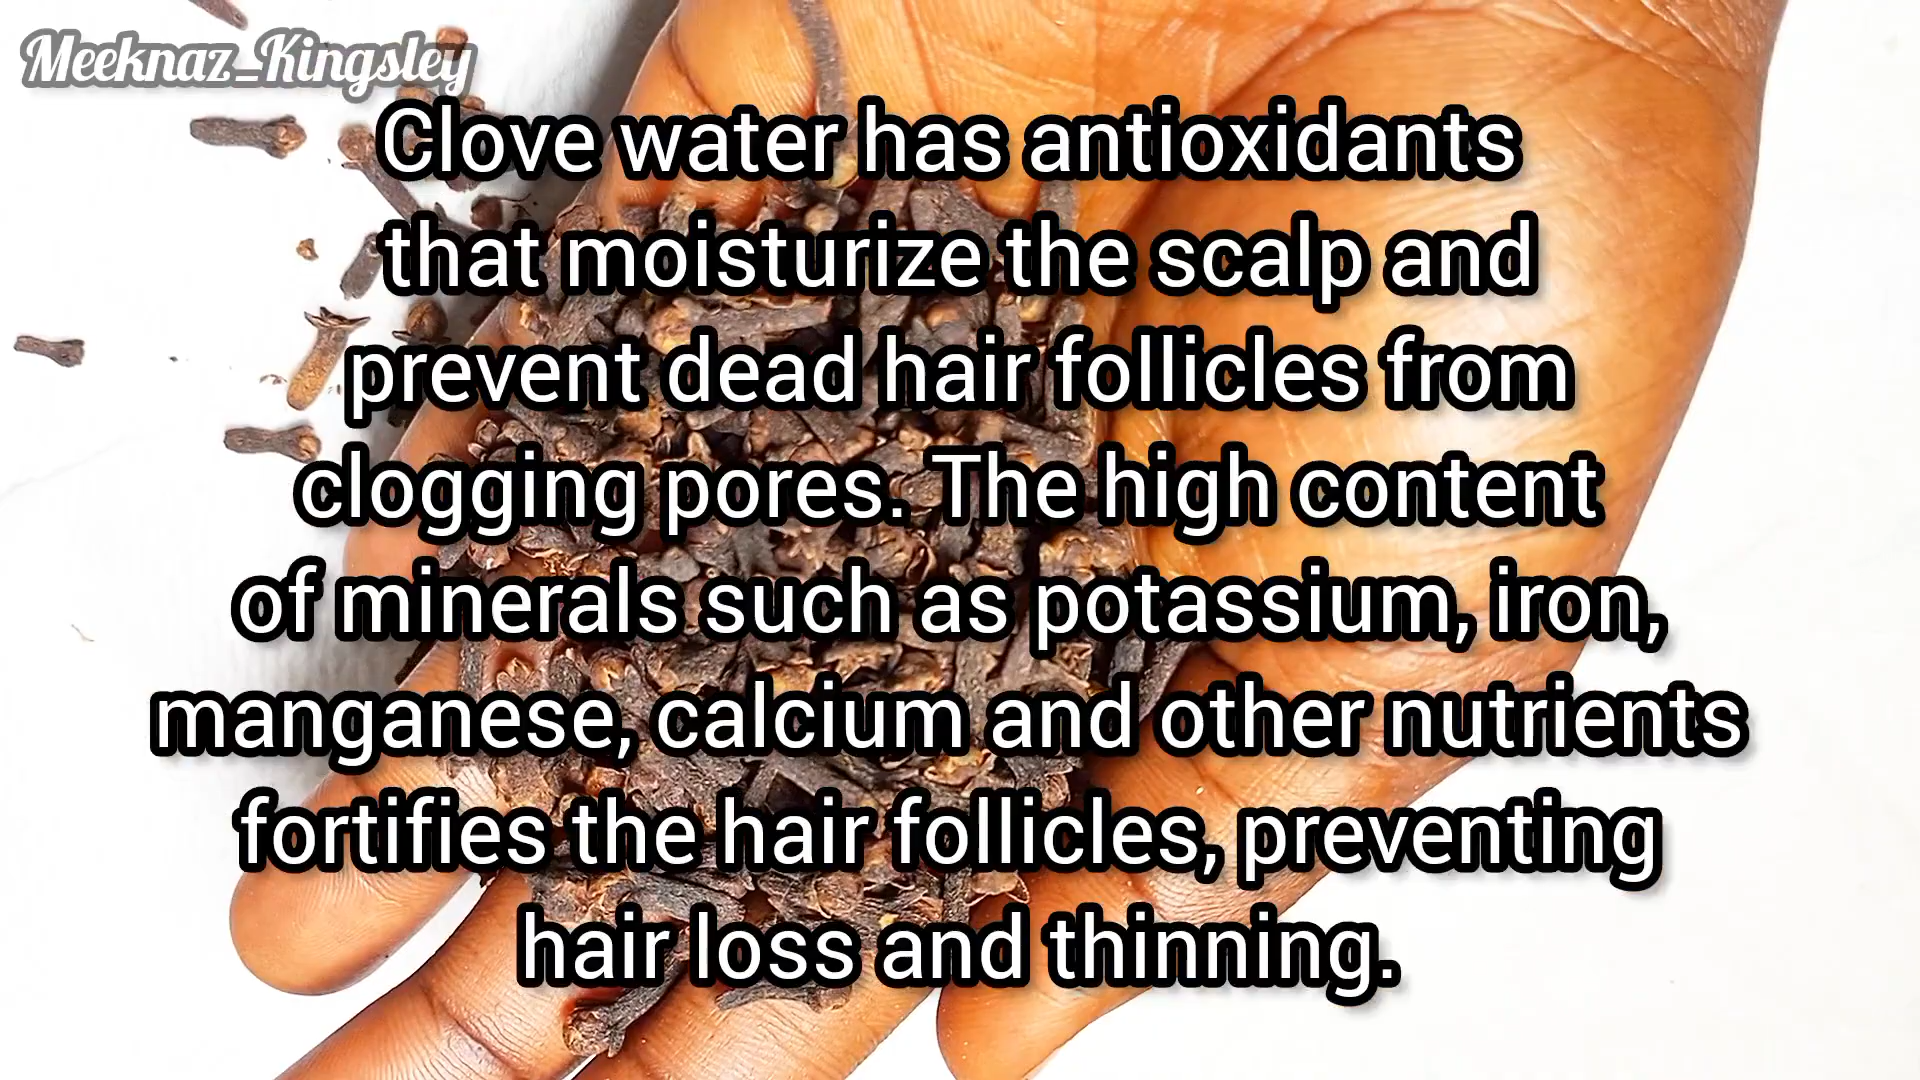 Meeknaz_Kingsley
Clove water has antioxidants
that moisturize the scalp and
prevent dead hair follicles from
clogging pores. The high content
of minerals such as potassium, iron,
manganese, calcium and other nutrients
fortifies the hair follicles, preventing
hair loss and thinning.